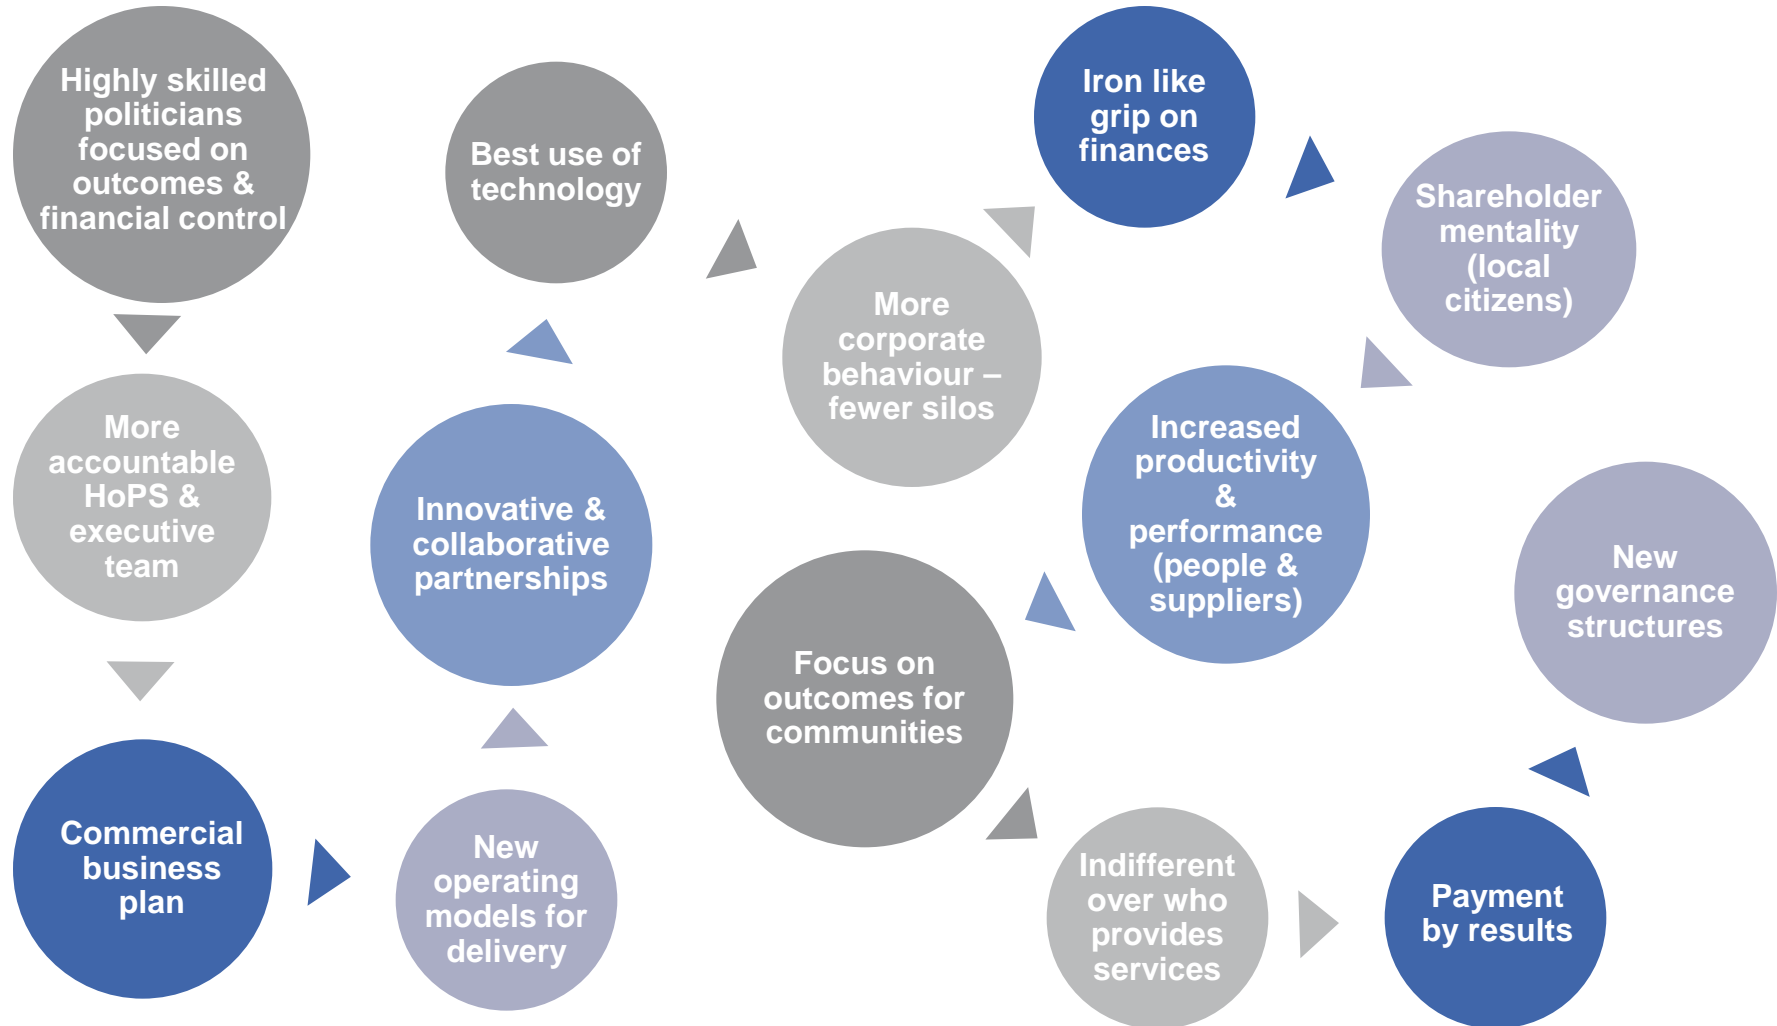 Highly skilled
politicians
focused on
outcomes &
financial control
More
accountable
HoPS &
executive
team
Commercial
business
plan
New
operating
models for
delivery
Innovative &
collaborative
partnerships
Best use of
technology
More
corporate
behaviour –
fewer silos
Iron like
grip on
finances
Shareholder
mentality
(local
citizens)
Increased
productivity
&
performance
(people &
suppliers)
Focus on
outcomes for
communities
Indifferent
over who
provides
services
Payment
by results
New
governance
structures